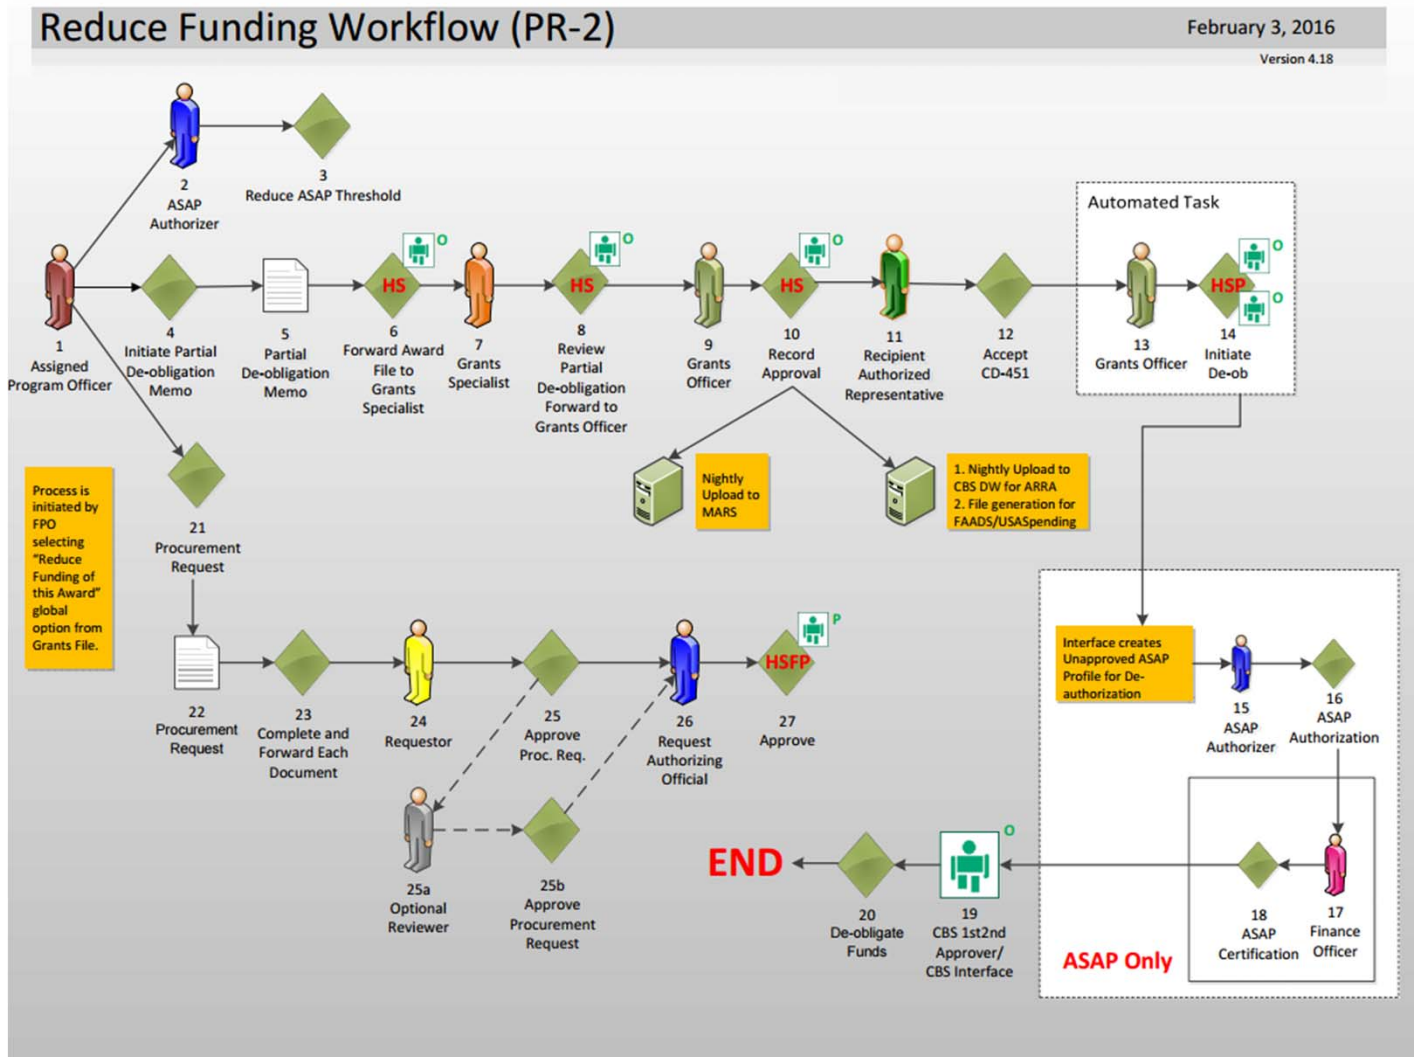 Reduce Funding Workflow (PR-2)
February 3, 2016
Version 4.18
2
ASAP
Authorizer
3
Reduce ASAP Threshold
Automated Task
1
Assigned
Program Officer
4
Initiate Partial
De-obligation
Memo
5
Partial
De-obligation
Memo
HS
O
6
Forward Award
File to
Grants
Specialist
7
Grants
Specialist
HS
O
8
Review
Partial
De-obligation
Forward to
Grants Officer
9
Grants
Officer
HS
O
10
Record
Approval
11
Recipient
Authorized
Representative
12
Accept
CD-451
13
Grants Officer
HSP
O
O
14
Initiate
De-ob
Process is
initiated by
FPO
selecting
“Reduce
Funding of
this Award”
global
option from
Grants File.
21
Procurement
Request
Nightly
Upload to
MARS
1. Nightly Upload to
CBS DW for ARRA
2. File generation for
FAADS/USASpending
22
Procurement
Request
23
Complete and
Forward Each
Document
24
Requestor
25
Approve
Proc. Req.
26
Request
Authorizing
Official
HSFP
P
27
Approve
25a
Optional
Reviewer
25b
Approve
Procurement
Request
Interface creates
Unapproved ASAP
Profile for De-
authorization
15
ASAP
Authorizer
16
ASAP
Authorization
17
Finance
Officer
18
ASAP
Certification
ASAP Only
O
19
CBS 1st2nd
Approver/
CBS Interface
20
De-obligate
Funds
END